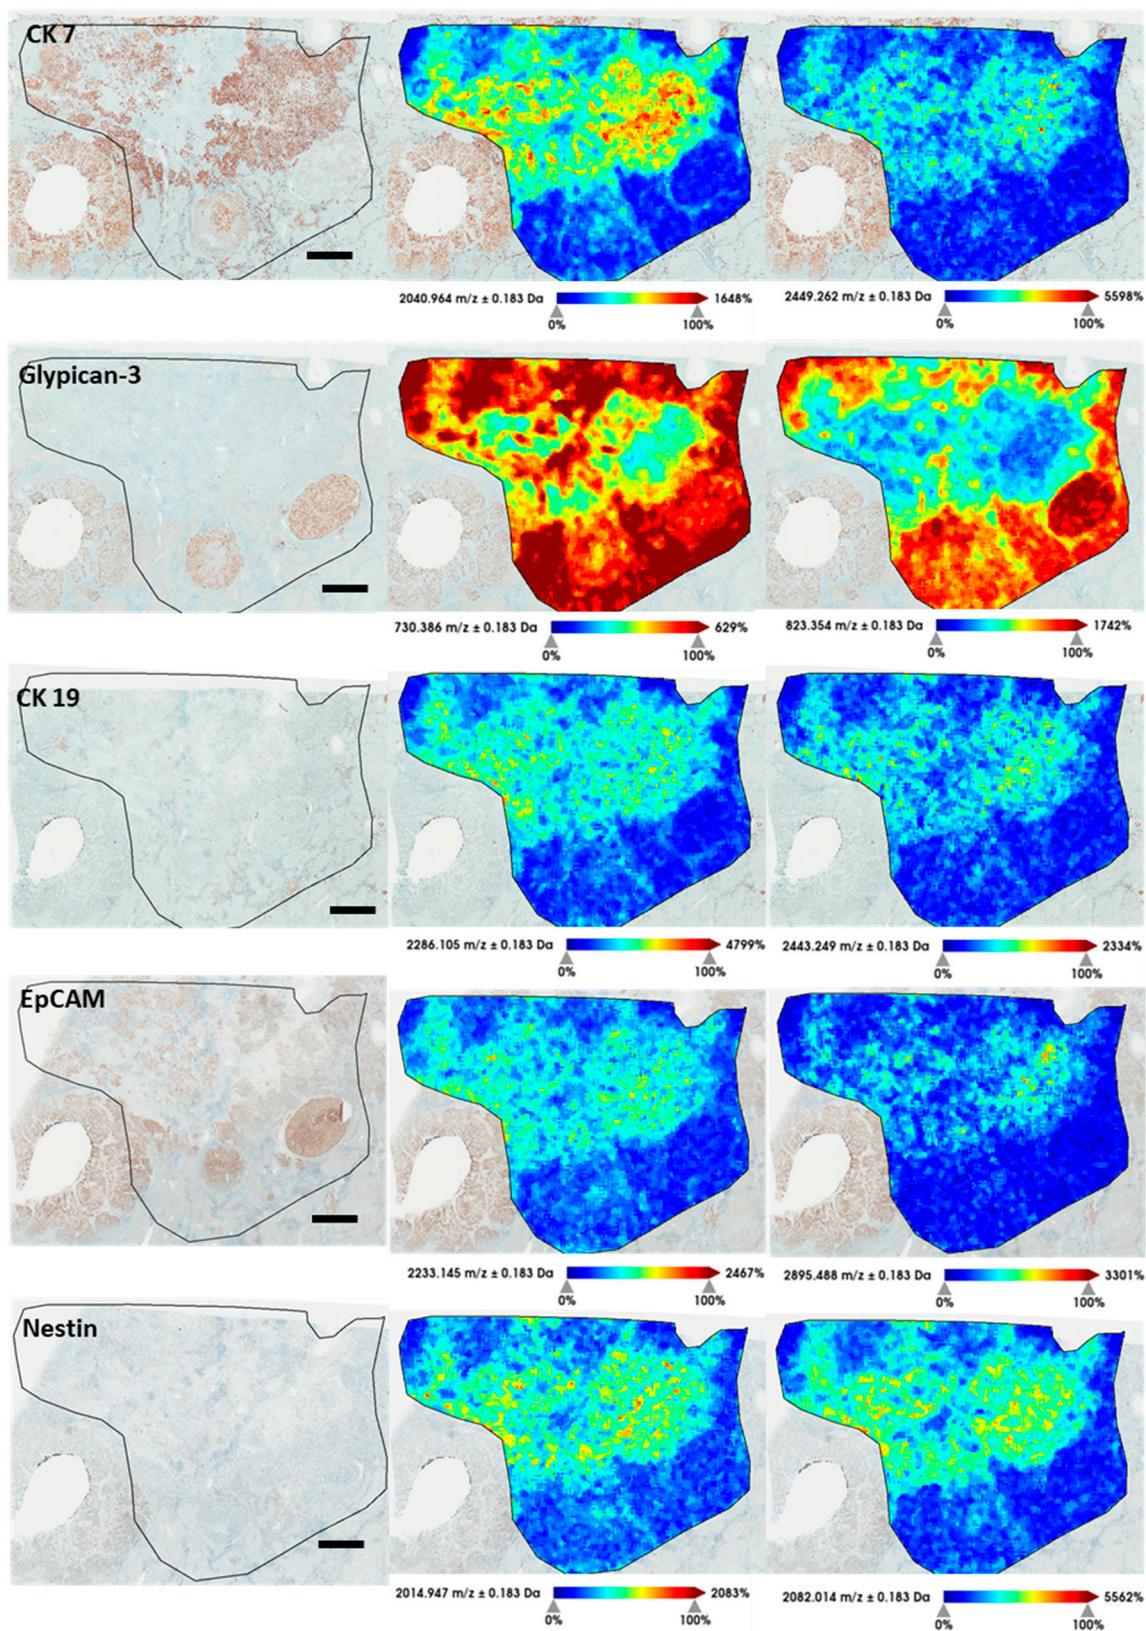 CK 7
2040.964 m/z ± 0.183 Da 1648%
0% 100%
2449.262 m/z ± 0.183 Da 5598%
0% 100%
Glypican-3
730.386 m/z ± 0.183 Da 629%
0% 100%
823.354 m/z ± 0.183 Da 1742%
0% 100%
CK 19
2286.105 m/z ± 0.183 Da 4799%
0% 100%
2443.249 m/z ± 0.183 Da 2334%
0% 100%
EpCAM
2233.145 m/z ± 0.183 Da 2467%
0% 100%
2895.488 m/z ± 0.183 Da 3301%
0% 100%
Nestin
2014.947 m/z ± 0.183 Da 2083%
0% 100%
2082.014 m/z ± 0.183 Da 5562%
0% 100%